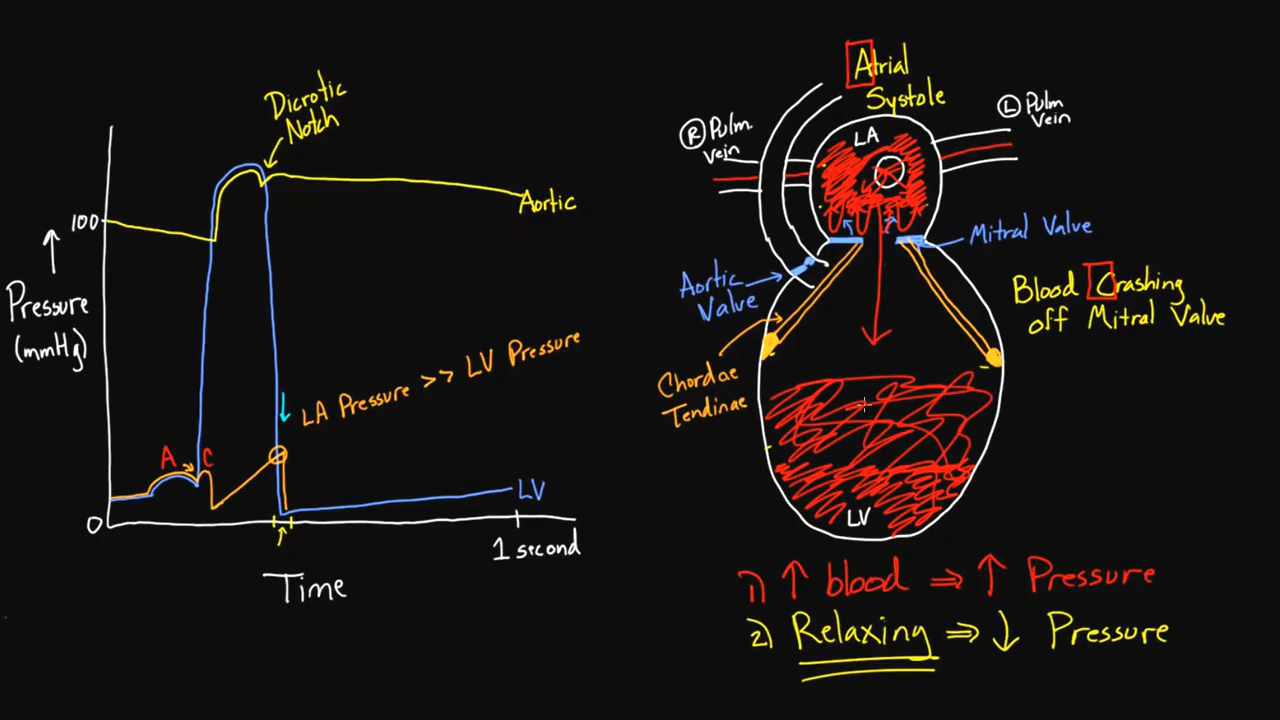 Dicrotic
Notch
100
Aortic
Pressure
(mmHg)
LA Pressure >> LV Pressure
A
C
LV
0
1 second
Time
Atrial
Systole
Ⓡ Pulm.
vein
LA
Ⓛ Pulm
Vein
Mitral Valve
Aortic
Valve
Blood Crashing
off Mitral Valve
Chordae
Tendinae
LV
1) ↑ blood ⇒ ↑ Pressure
2) Relaxing ⇒ ↓ Pressure